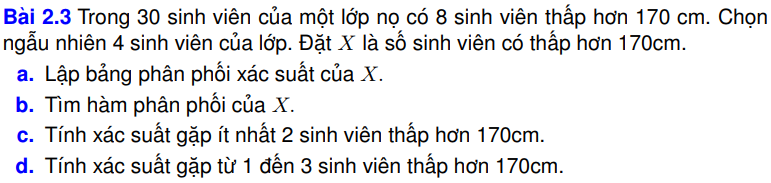 Bài 2.3 Trong 30 sinh viên của một lớp nọ có 8 sinh viên thấp hơn 170 cm. Chọn
ngẫu nhiên 4 sinh viên của lớp. Đặt X là số sinh viên có thấp hơn 170cm.
a. Lập bảng phân phối xác suất của X.
b. Tìm hàm phân phối của X.
c. Tính xác suất gặp ít nhất 2 sinh viên thấp hơn 170cm.
d. Tính xác suất gặp từ 1 đến 3 sinh viên thấp hơn 170cm.